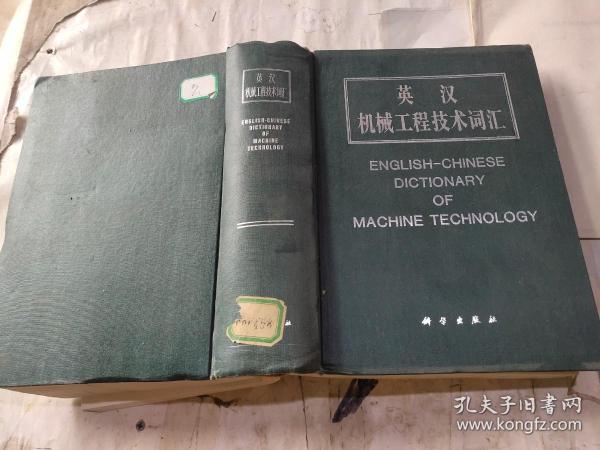 英汉
机械工程技术词汇
ENGLISH-CHINESE
DICTIONARY
OF
MACHINE
TECHNOLOGY
社
英汉
机械工程技术词汇
ENGLISH-CHINESE
DICTIONARY
OF
MACHINE TECHNOLOGY
科学出版社
孔夫子旧书网
www.kongfz.com